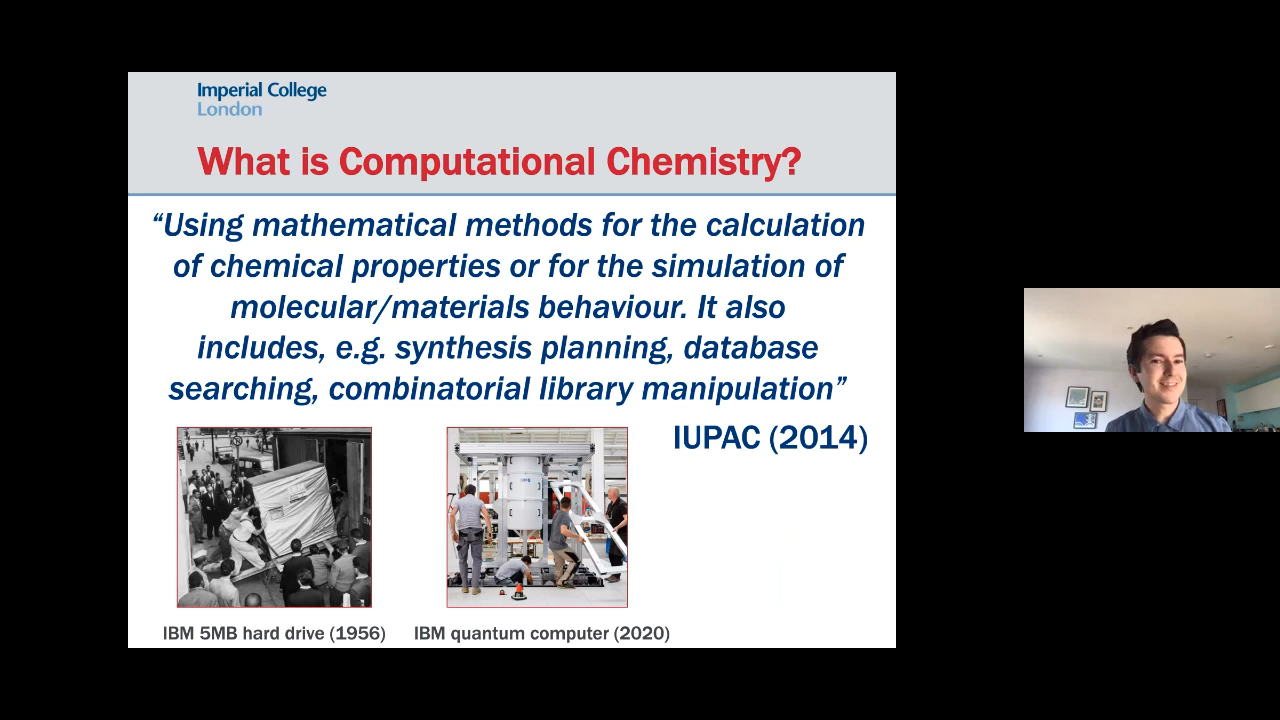 Imperial College
London
What is Computational Chemistry?
“Using mathematical methods for the calculation
of chemical properties or for the simulation of
molecular/materials behaviour. It also
includes, e.g. synthesis planning, database
searching, combinatorial library manipulation”
IUPAC (2014)
IBM 5MB hard drive (1956)
IBM quantum computer (2020)